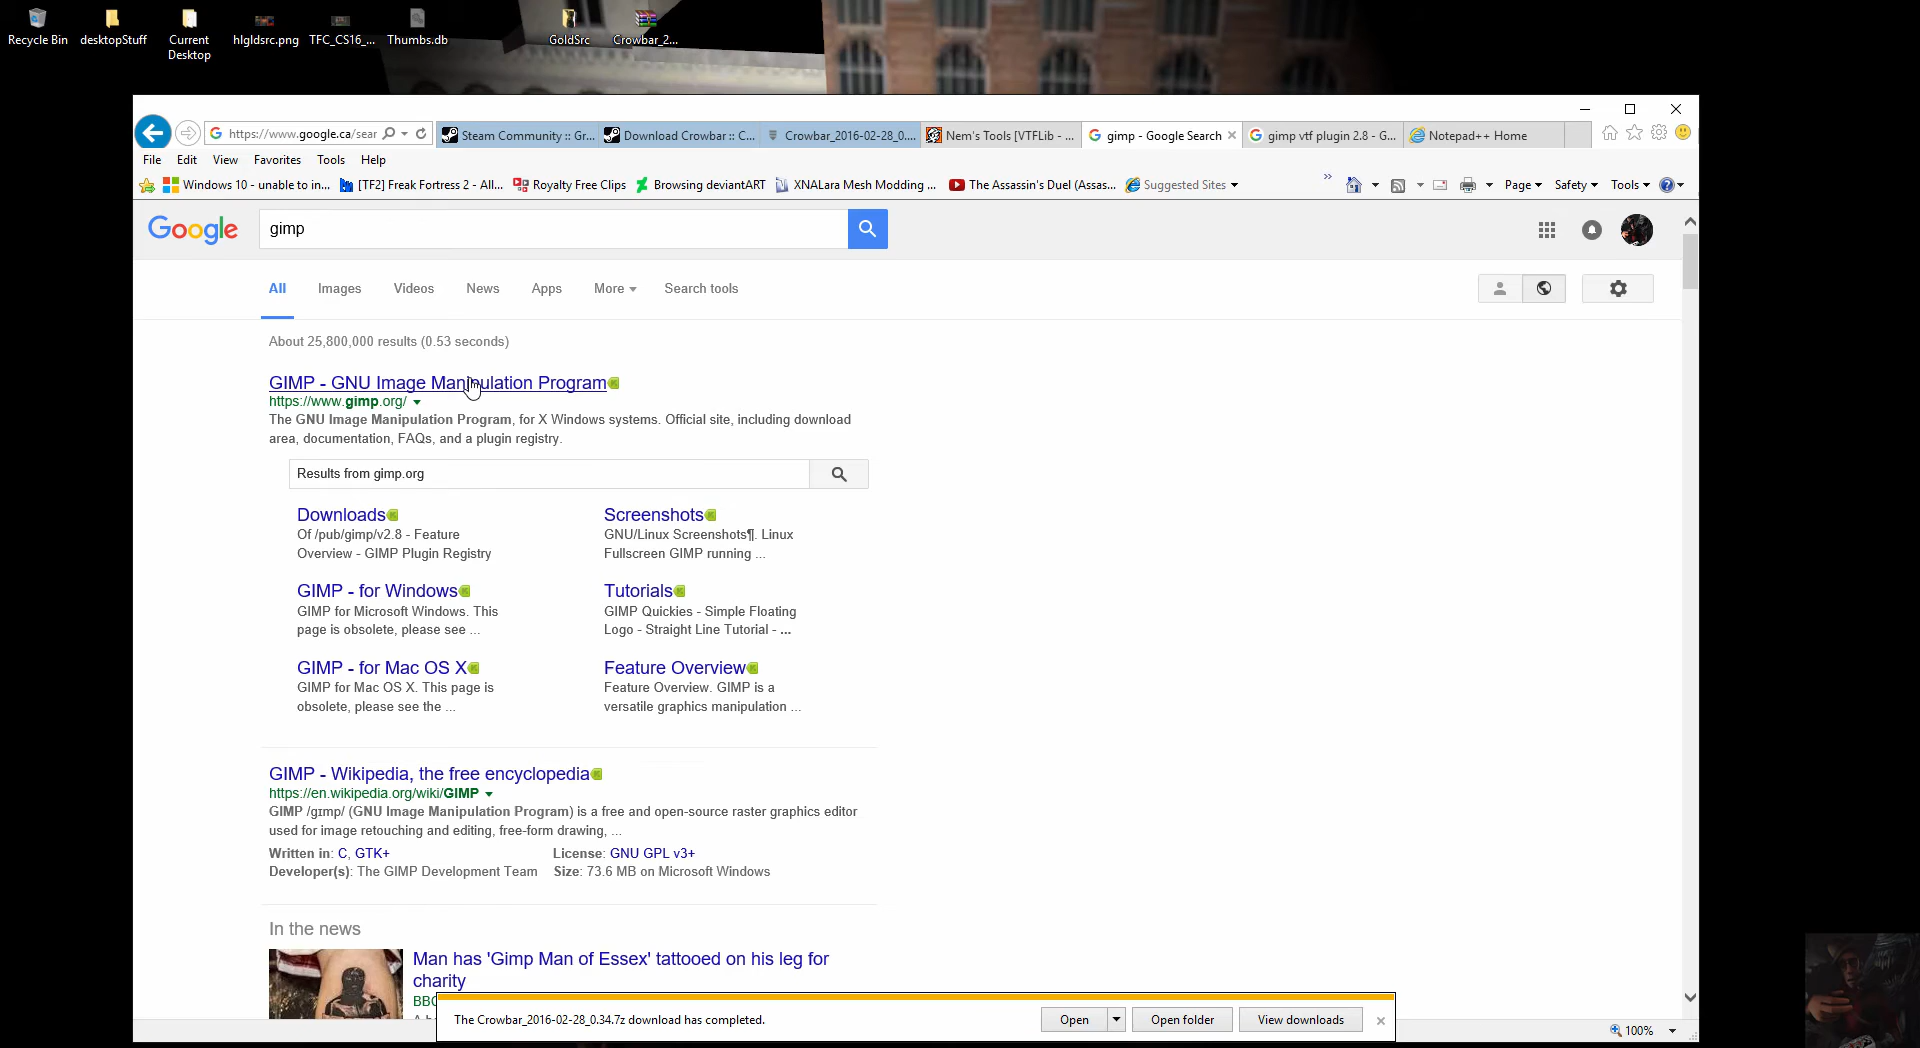 Recycle Bin
desktopStuff
Current
Desktop
hlgldsrc.png
TFC_CS16_...
Thumbs.db
GoldSrc
Crowbar_2...
https://www.google.ca/sear
Steam Community :: Gr...
Download Crowbar :: C...
Crowbar_2016-02-28_0....
Nem's Tools [VTFLib - ...
gimp - Google Search
gimp vtf plugin 2.8 - G...
Notepad++ Home
File Edit View Favorites Tools Help
Windows 10 - unable to in...
[TF2] Freak Fortress 2 - All...
Royalty Free Clips
Browsing deviantART
XNALara Mesh Modding ...
The Assassin's Duel (Assas...
Suggested Sites
Page Safety Tools
Google
gimp
All Images Videos News Apps More Search tools
About 25,800,000 results (0.53 seconds)
GIMP - GNU Image Manipulation Program
https://www.gimp.org/
The GNU Image Manipulation Program, for X Windows systems. Official site, including download
area, documentation, FAQs, and a plugin registry.
Results from gimp.org
Downloads
Of /pub/gimp/v2.8 - Feature
Overview - GIMP Plugin Registry
Screenshots
GNU/Linux Screenshots¶. Linux
Fullscreen GIMP running ...
GIMP - for Windows
GIMP for Microsoft Windows. This
page is obsolete, please see ...
Tutorials
GIMP Quickies - Simple Floating
Logo - Straight Line Tutorial - ...
GIMP - for Mac OS X
GIMP for Mac OS X. This page is
obsolete, please see the ...
Feature Overview
Feature Overview. GIMP is a
versatile graphics manipulation ...
GIMP - Wikipedia, the free encyclopedia
https://en.wikipedia.org/wiki/GIMP
GIMP /ɡɪmp/ (GNU Image Manipulation Program) is a free and open-source raster graphics editor
used for image retouching and editing, free-form drawing, ...
Written in: C, GTK+ License: GNU GPL v3+
Developer(s): The GIMP Development Team Size: 73.6 MB on Microsoft Windows
In the news
Man has 'Gimp Man of Essex' tattooed on his leg for
charity
The Crowbar_2016-02-28_0.34.7z download has completed.
Open
Open folder
View downloads
100%